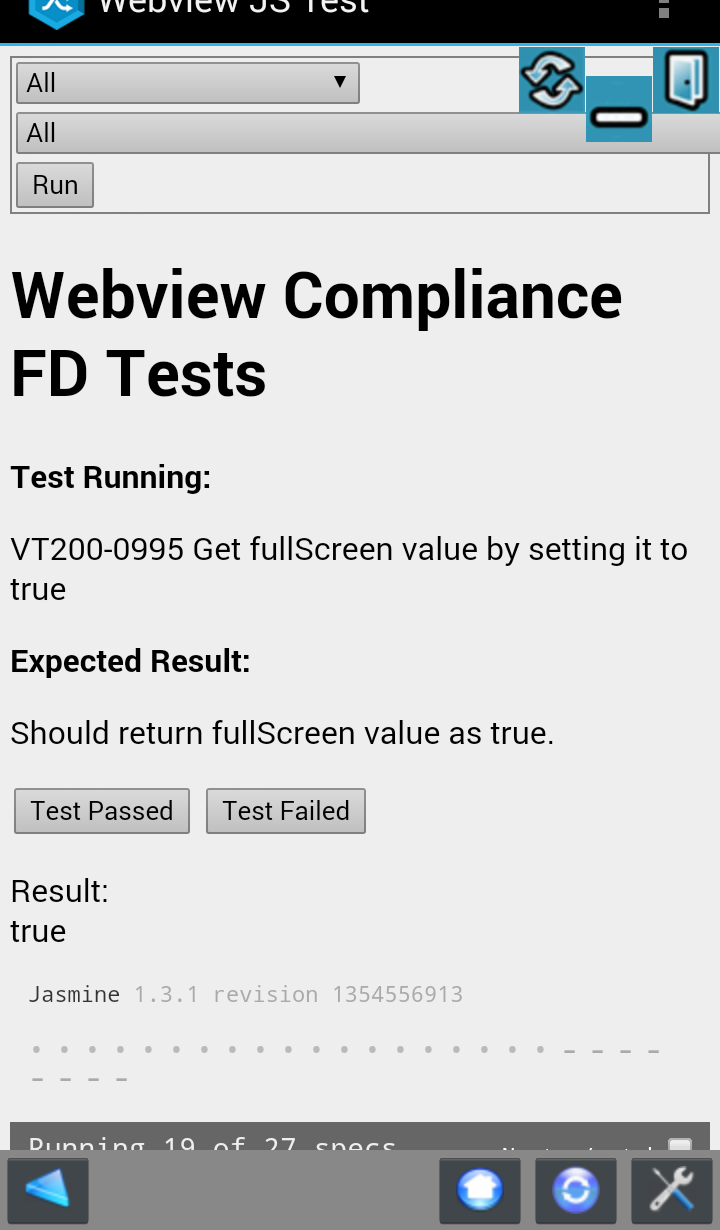 Webview JS Test
All
All
Run
Webview Compliance
FD Tests
Test Running:
VT200-0995 Get fullScreen value by setting it to
true
Expected Result:
Should return fullScreen value as true.
Test Passed Test Failed
Result:
true
Jasmine 1.3.1 revision 1354556913
Running 19 of 27 specs